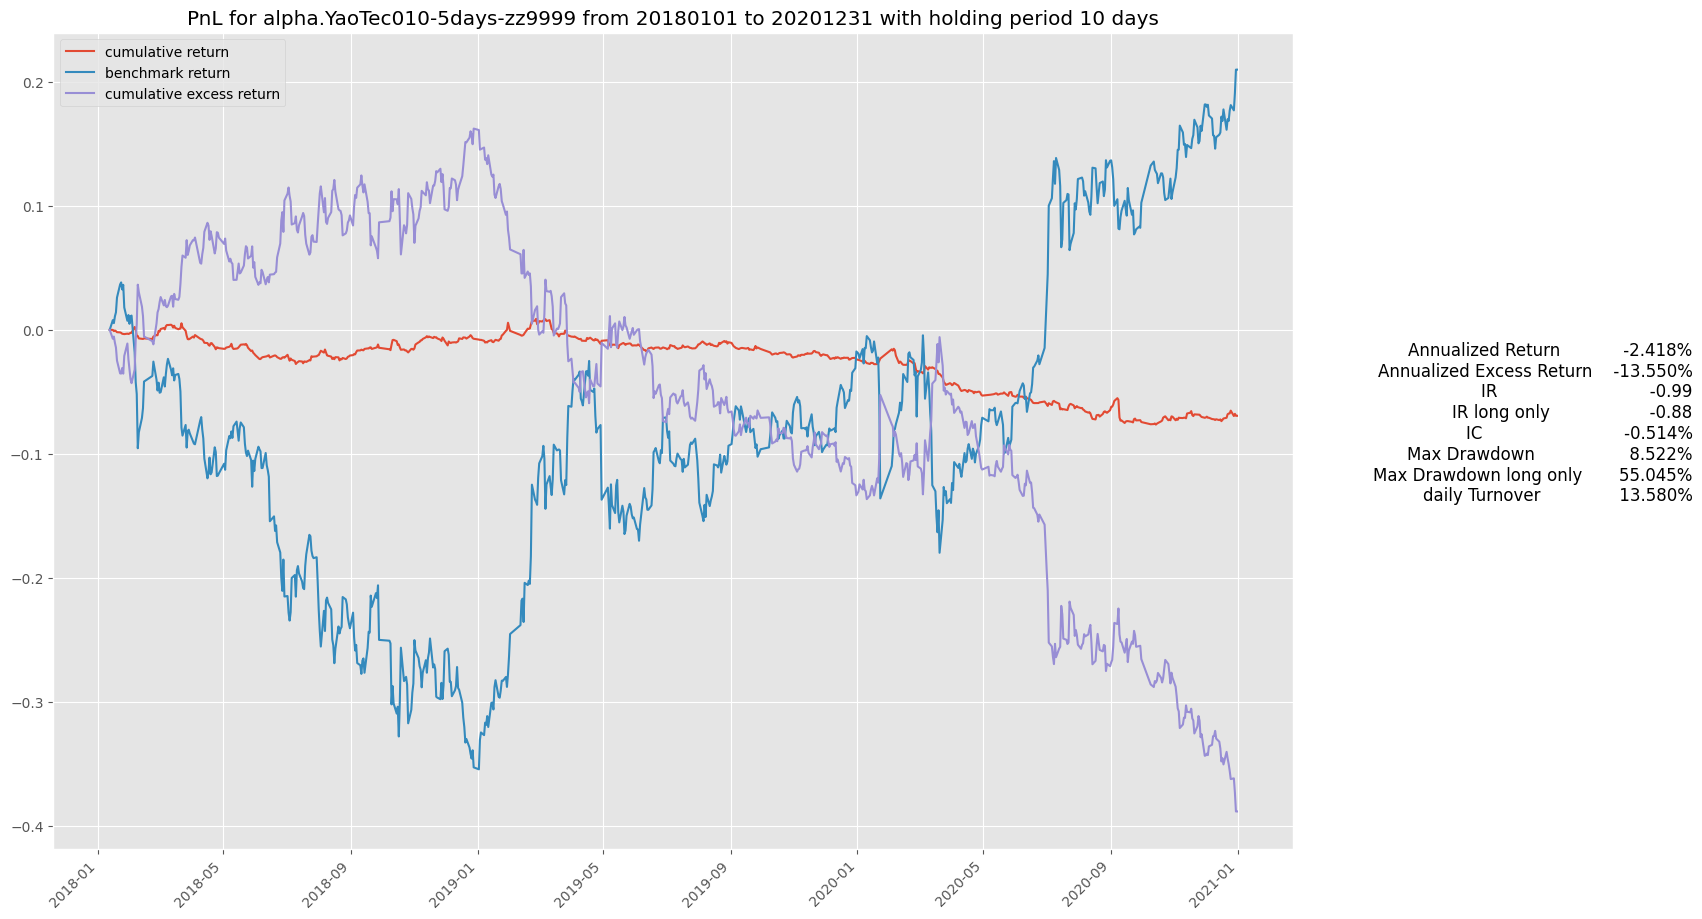 PnL for alpha.YaoTec010-5days-zz9999 from 20180101 to 20201231 with holding period 10 days
cumulative return
benchmark return
cumulative excess return
0.2
0.1
0.0
−0.1
−0.2
−0.3
−0.4
2018-01
2018-05
2018-09
2019-01
2019-05
2019-09
2020-01
2020-05
2020-09
2021-01
Annualized Return -2.418%
Annualized Excess Return -13.550%
IR -0.99
IR long only -0.88
IC -0.514%
Max Drawdown 8.522%
Max Drawdown long only 55.045%
daily Turnover 13.580%